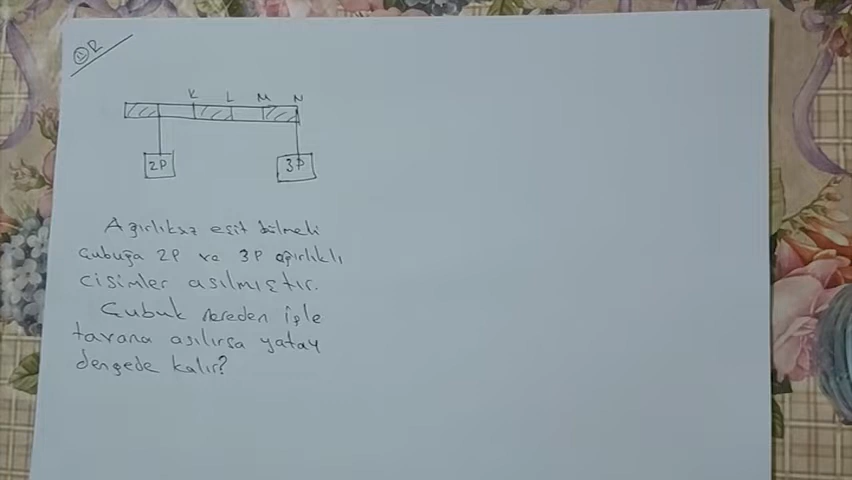 K L M N
2P 3P
Ağırlıksız eşit bölmeli
çubuğa 2P ve 3P ağırlıklı
cisimler asılmıştır.
Çubuk nereden iple
tavana asılırsa yatay
dengede kalır?